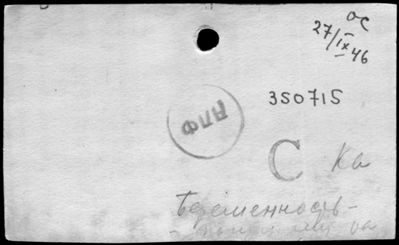 ОС
27/IX 46
350715
ФПП
С Ка
Беременность -